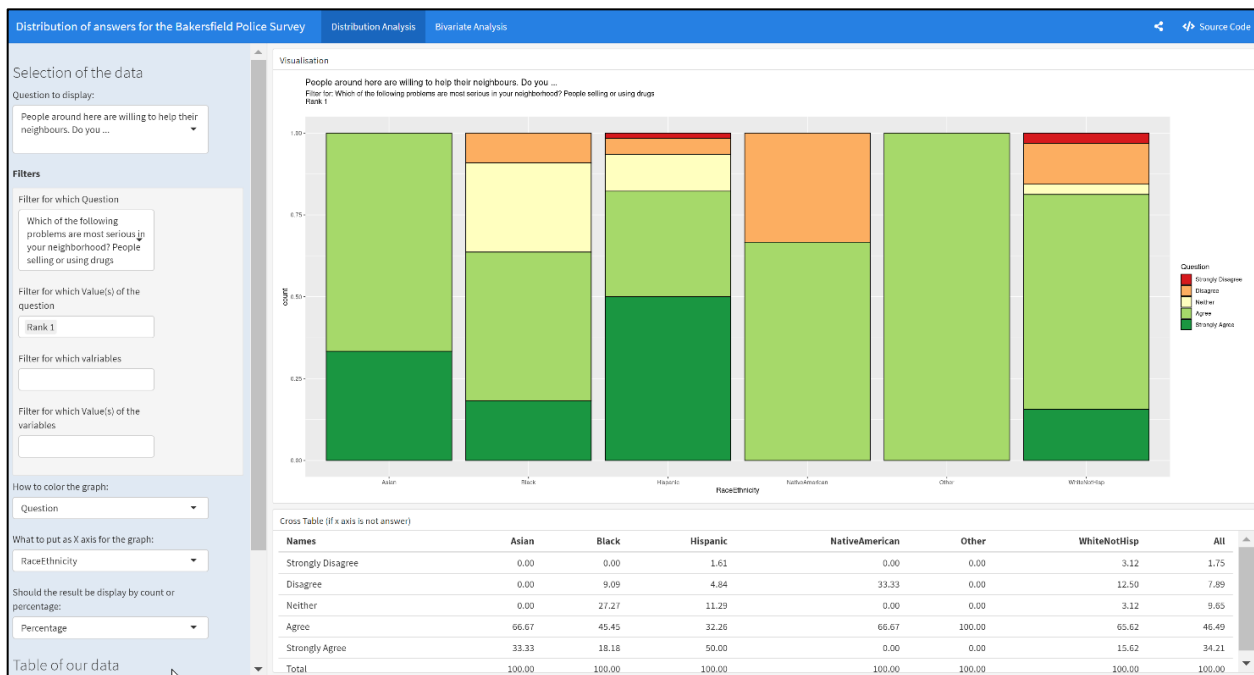 Distribution of answers for the Bakersfield Police Survey
Distribution Analysis
Bivariate Analysis
</> Source Code
Selection of the data
Question to display:
People around here are willing to help their
neighbours. Do you ...
Filters
Filter for which Question
Which of the following
problems are most serious in
your neighborhood? People
selling or using drugs
Filter for which Value(s) of the
question
Rank 1
Filter for which valriables
Filter for which Value(s) of the
variables
How to color the graph:
Question
What to put as X axis for the graph:
RaceEthnicity
Should the result be display by count or
percentage:
Percentage
Table of our data
Visualisation
People around here are willing to help their neighbours. Do you ...
Filter for: Which of the following problems are most serious in your neighborhood? People selling or using drugs
Rank 1
1.00
0.75
0.50
0.25
0.00
count
Asian Black Hispanic NativeAmerican Other WhiteNotHisp
RaceEthnicity
Question
Strongly Disagree
Disagree
Neither
Agree
Strongly Agree
Cross Table (if x axis is not answer)
Names Asian Black Hispanic NativeAmerican Other WhiteNotHisp All
Strongly Disagree 0.00 0.00 1.61 0.00 0.00 3.12 1.75
Disagree 0.00 9.09 4.84 33.33 0.00 12.50 7.89
Neither 0.00 27.27 11.29 0.00 0.00 3.12 9.65
Agree 66.67 45.45 32.26 66.67 100.00 65.62 46.49
Strongly Agree 33.33 18.18 50.00 0.00 0.00 15.62 34.21
Total 100.00 100.00 100.00 100.00 100.00 100.00 100.00